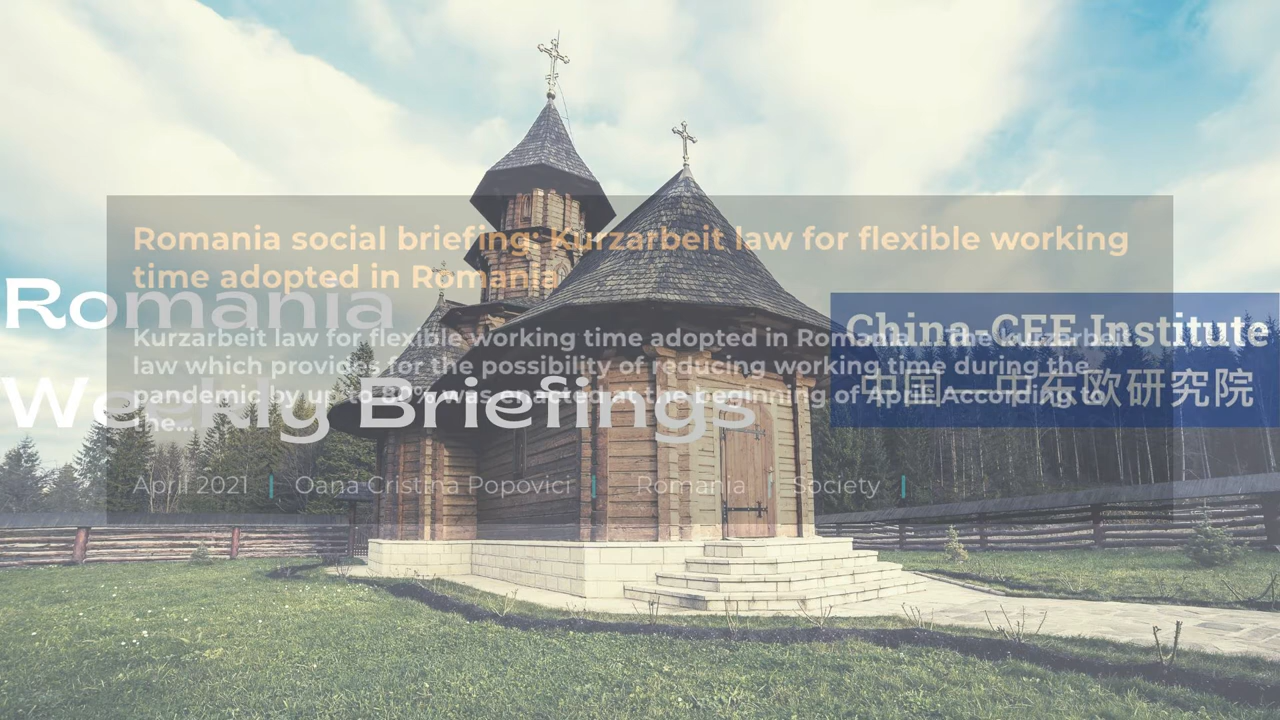 Romania social briefing: Kurzarbeit law for flexible working
time adopted in Romania
Romania
Weekly Briefings
China-CEE Institute
中国—中东欧研究院
Kurzarbeit law for flexible working time adopted in Romania
law which provides for the possibility of reducing working time during the
pandemic by up to was enacted at the beginning of April. According to
the...
April 2021 | Oana Cristina Popovici | Romania Society |